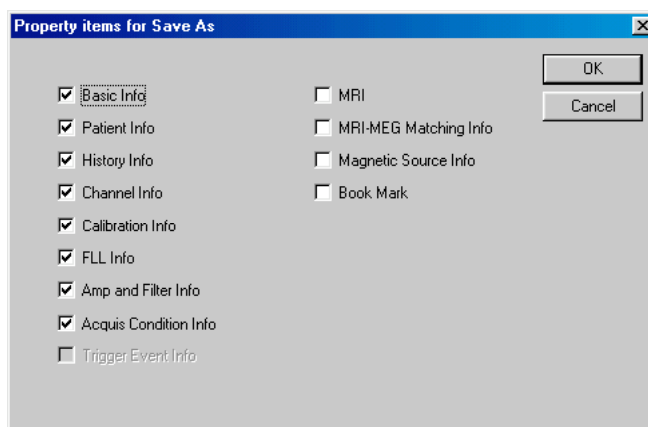 Property items for Save As
OK
Cancel
Basic Info
Patient Info
History Info
Channel Info
Calibration Info
FLL Info
Amp and Filter Info
Acquis Condition Info
Trigger Event Info
MRI
MRI-MEG Matching Info
Magnetic Source Info
Book Mark